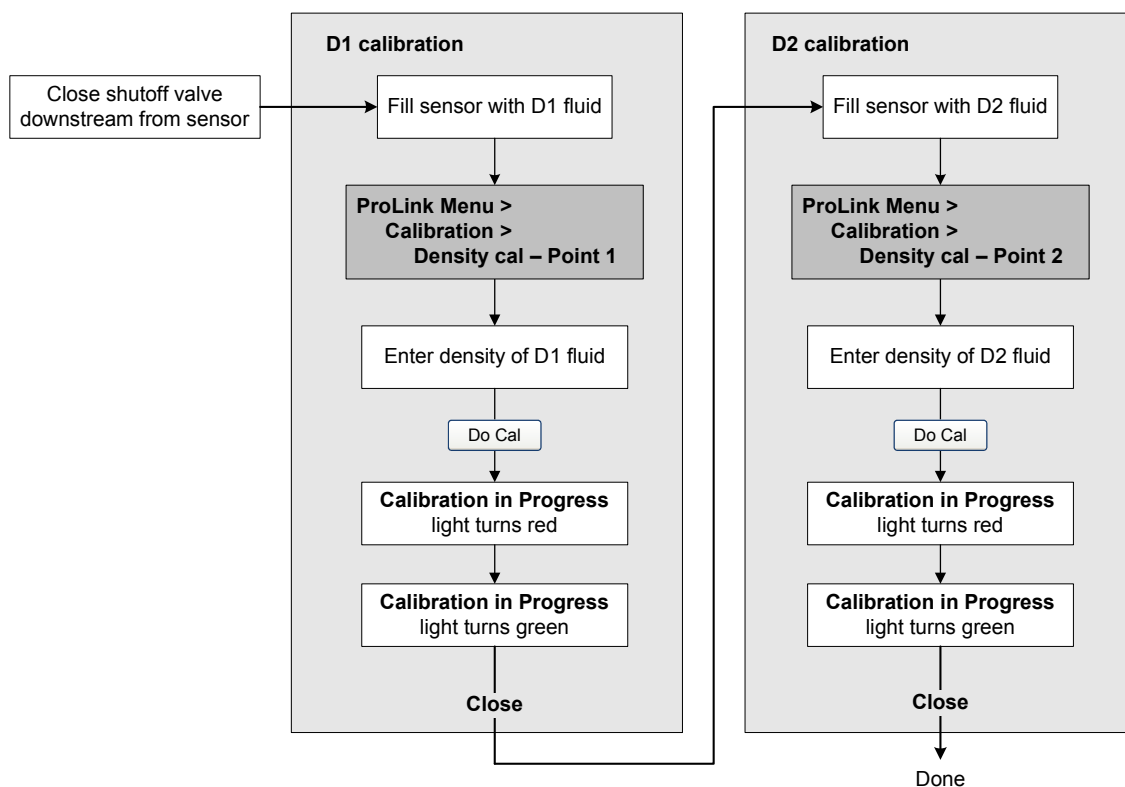 Close shutoff valve
downstream from sensor
D1 calibration
Fill sensor with D1 fluid
ProLink Menu >
Calibration >
Density cal – Point 1
Enter density of D1 fluid
Do Cal
Calibration in Progress
light turns red
Calibration in Progress
light turns green
Close
D2 calibration
Fill sensor with D2 fluid
ProLink Menu >
Calibration >
Density cal – Point 2
Enter density of D2 fluid
Do Cal
Calibration in Progress
light turns red
Calibration in Progress
light turns green
Close
Done